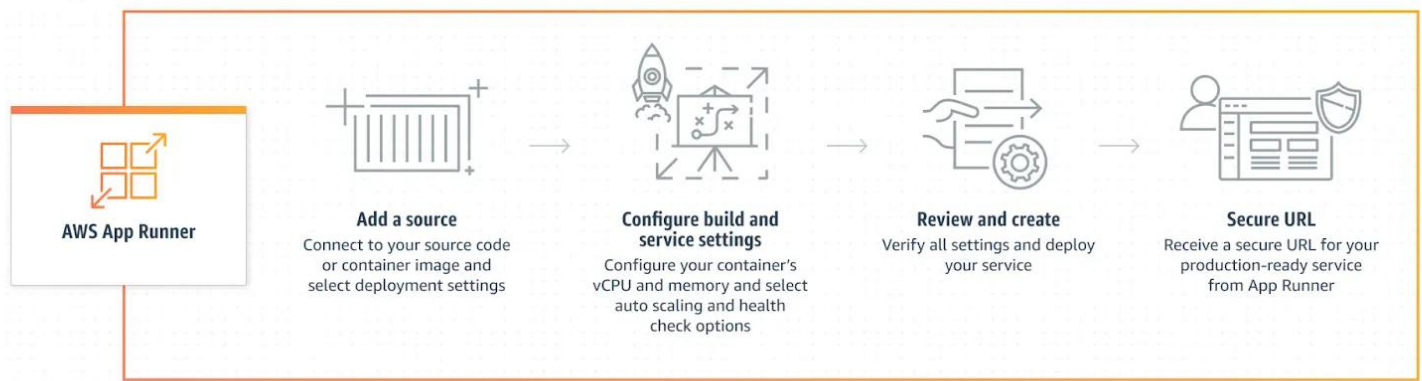 AWS App Runner
Add a source
Connect to your source code
or container image and
select deployment settings
Configure build and
service settings
Configure your container's
vCPU and memory and select
auto scaling and health
check options
Review and create
Verify all settings and deploy
your service
Secure URL
Receive a secure URL for your
production-ready service
from App Runner